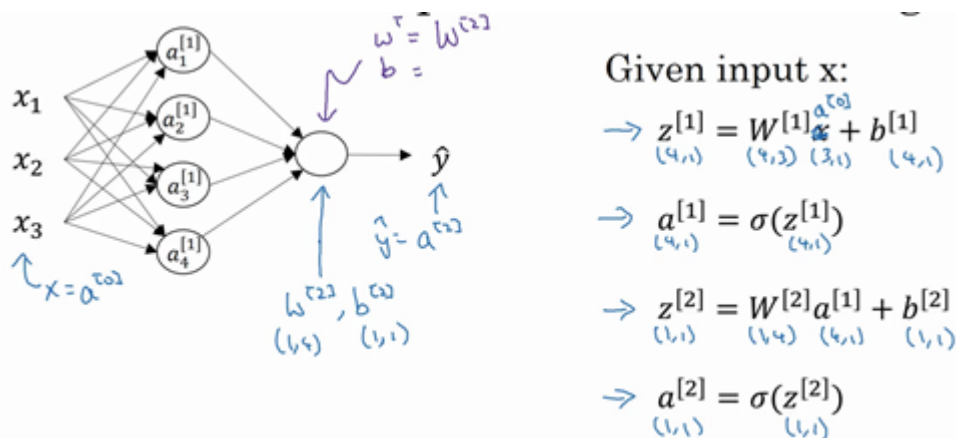 a₁^[1]
a₂^[1]
a₃^[1]
a₄^[1]
x₁
x₂
x₃
x = a^[0]
wᵀ = W^[2]
b =
ŷ
ŷ = a^[2]
W^[2], b^[2]
(1,4) (1,1)
Given input x:
→ z^[1] = W^[1]x + b^[1]
a^[0]
(4,1) (4,3) (3,1) (4,1)
→ a^[1] = σ(z^[1])
(4,1) (4,1)
→ z^[2] = W^[2]a^[1] + b^[2]
(1,1) (1,4) (4,1) (1,1)
→ a^[2] = σ(z^[2])
(1,1) (1,1)